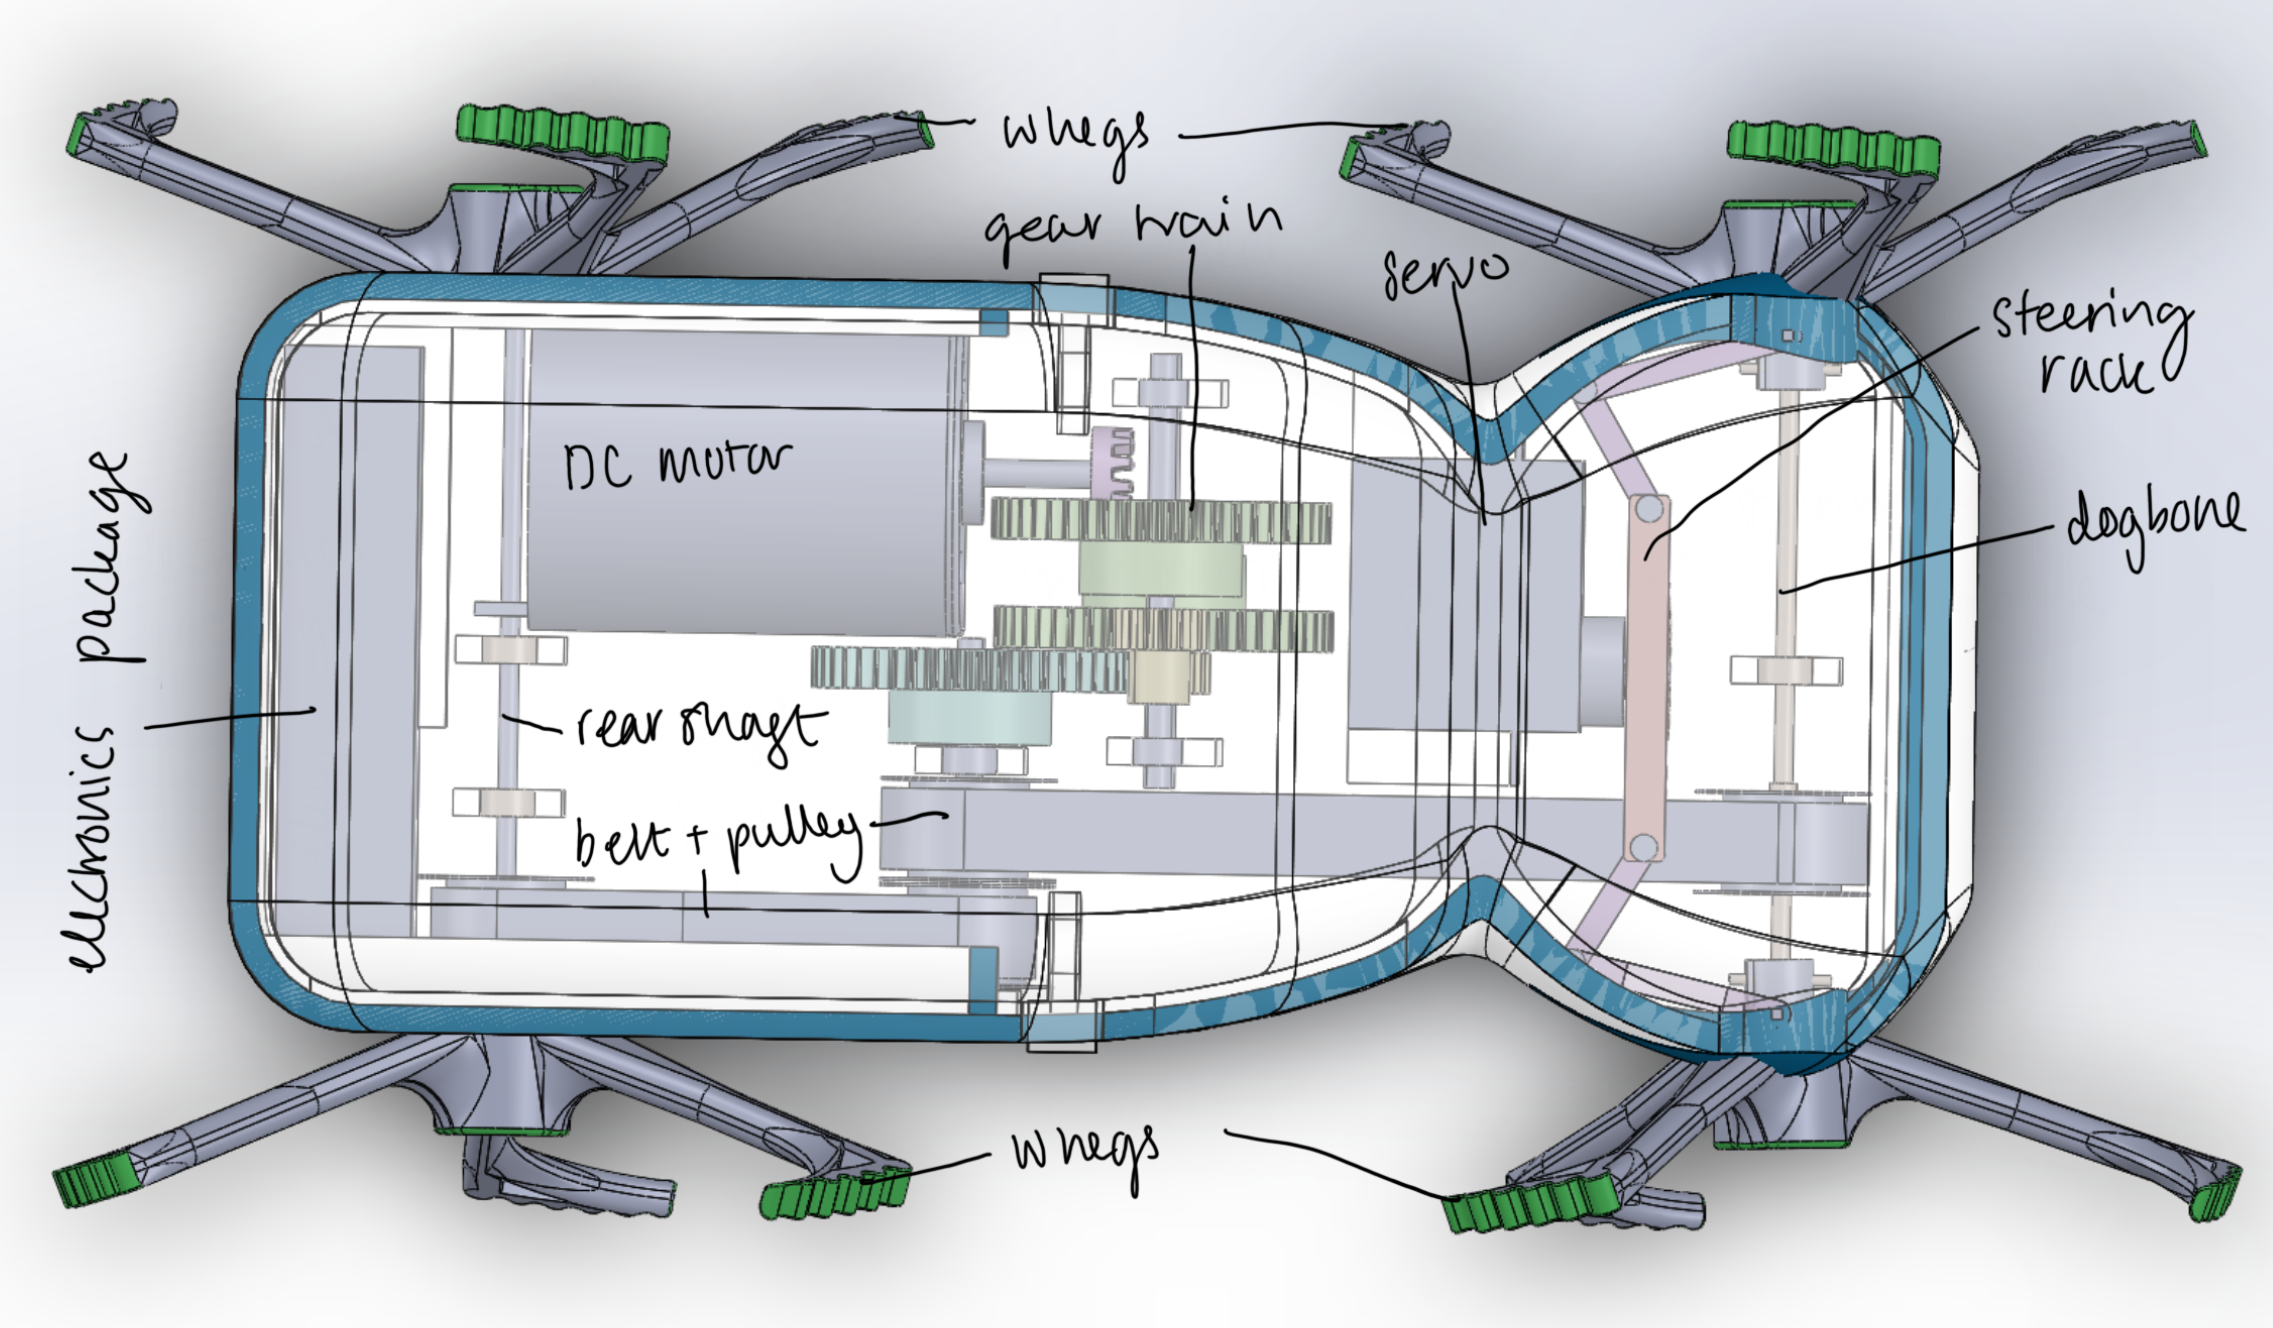 whegs
gear train
servo
steering
rack
DC motor
dogbone
electronics package
rear shaft
belt + pulley
whegs